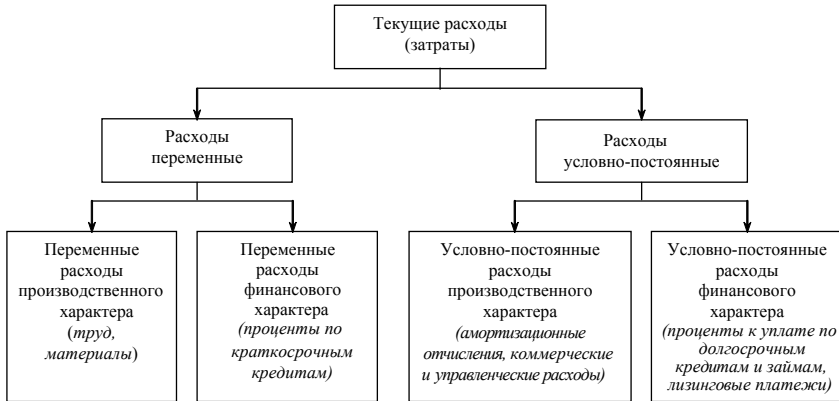 Текущие расходы
(затраты)
Расходы
переменные
Расходы
условно-постоянные
Переменные
расходы
производственного
характера
(труд,
материалы)
Переменные
расходы
финансового
характера
(проценты по
краткосрочным
кредитам)
Условно-постоянные
расходы
производственного
характера
(амортизационные
отчисления, коммерческие
и управленческие расходы)
Условно-постоянные
расходы
финансового
характера
(проценты к уплате по
долгосрочным
кредитам и займам,
лизинговые платежи)